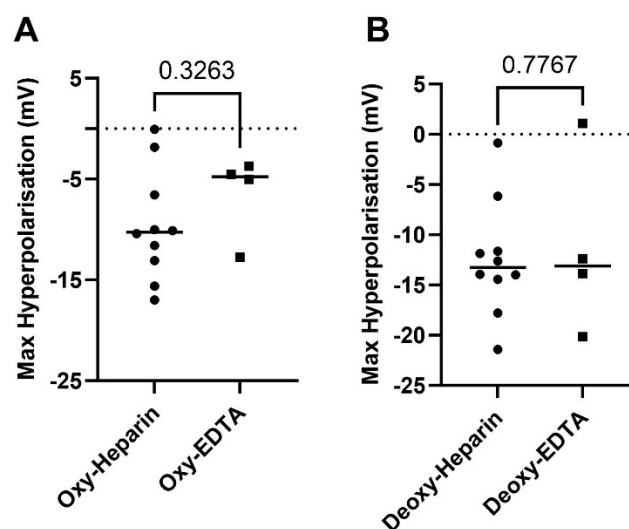 A
0.3263
Max Hyperpolarisation (mV)
5
-5
-15
-25
Oxy-Heparin
Oxy-EDTA
B
0.7767
Max Hyperpolarisation (mV)
5
0
-5
-10
-15
-20
-25
Deoxy-Heparin
Deoxy-EDTA